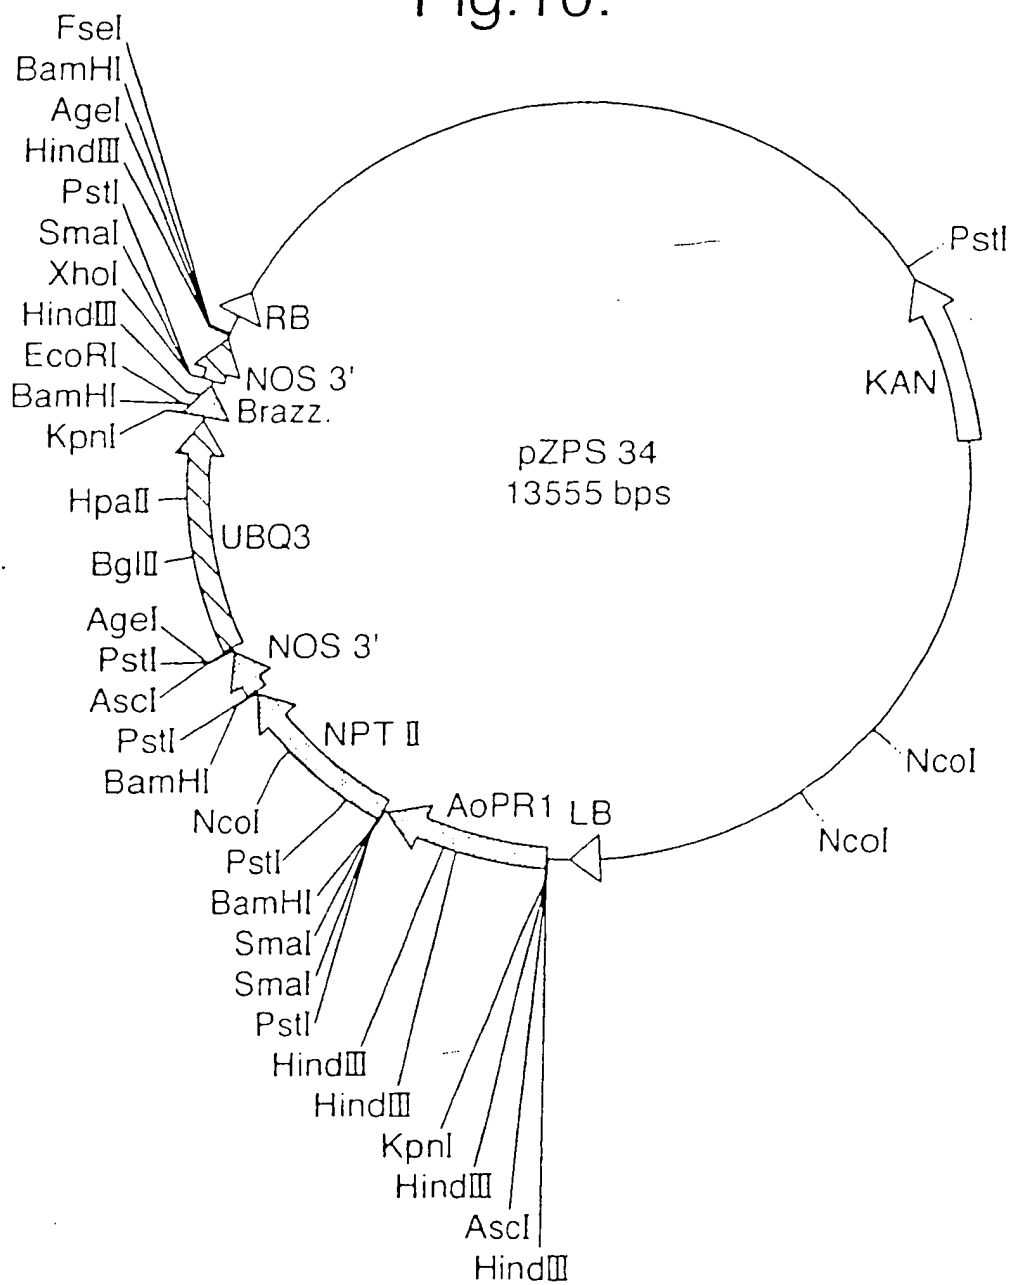 Fig.10.
FseI
BamHI
AgeI
HindIII
PstI
SmaI
XhoI
HindIII
EcoRI
BamHI
KpnI
HpaII
BglII
AgeI
PstI
AscI
PstI
BamHI
NcoI
PstI
BamHI
SmaI
SmaI
PstI
HindIII
HindIII
KpnI
HindIII
AscI
HindIII
RB
NOS 3'
Brazz.
UBQ3
NOS 3'
NPT II
AoPR1
LB
pZPS 34
13555 bps
PstI
KAN
NcoI
NcoI